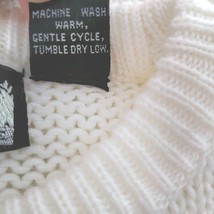 MACHINE WASH
WARM,
GENTLE CYCLE,
TUMBLE DRY LOW.